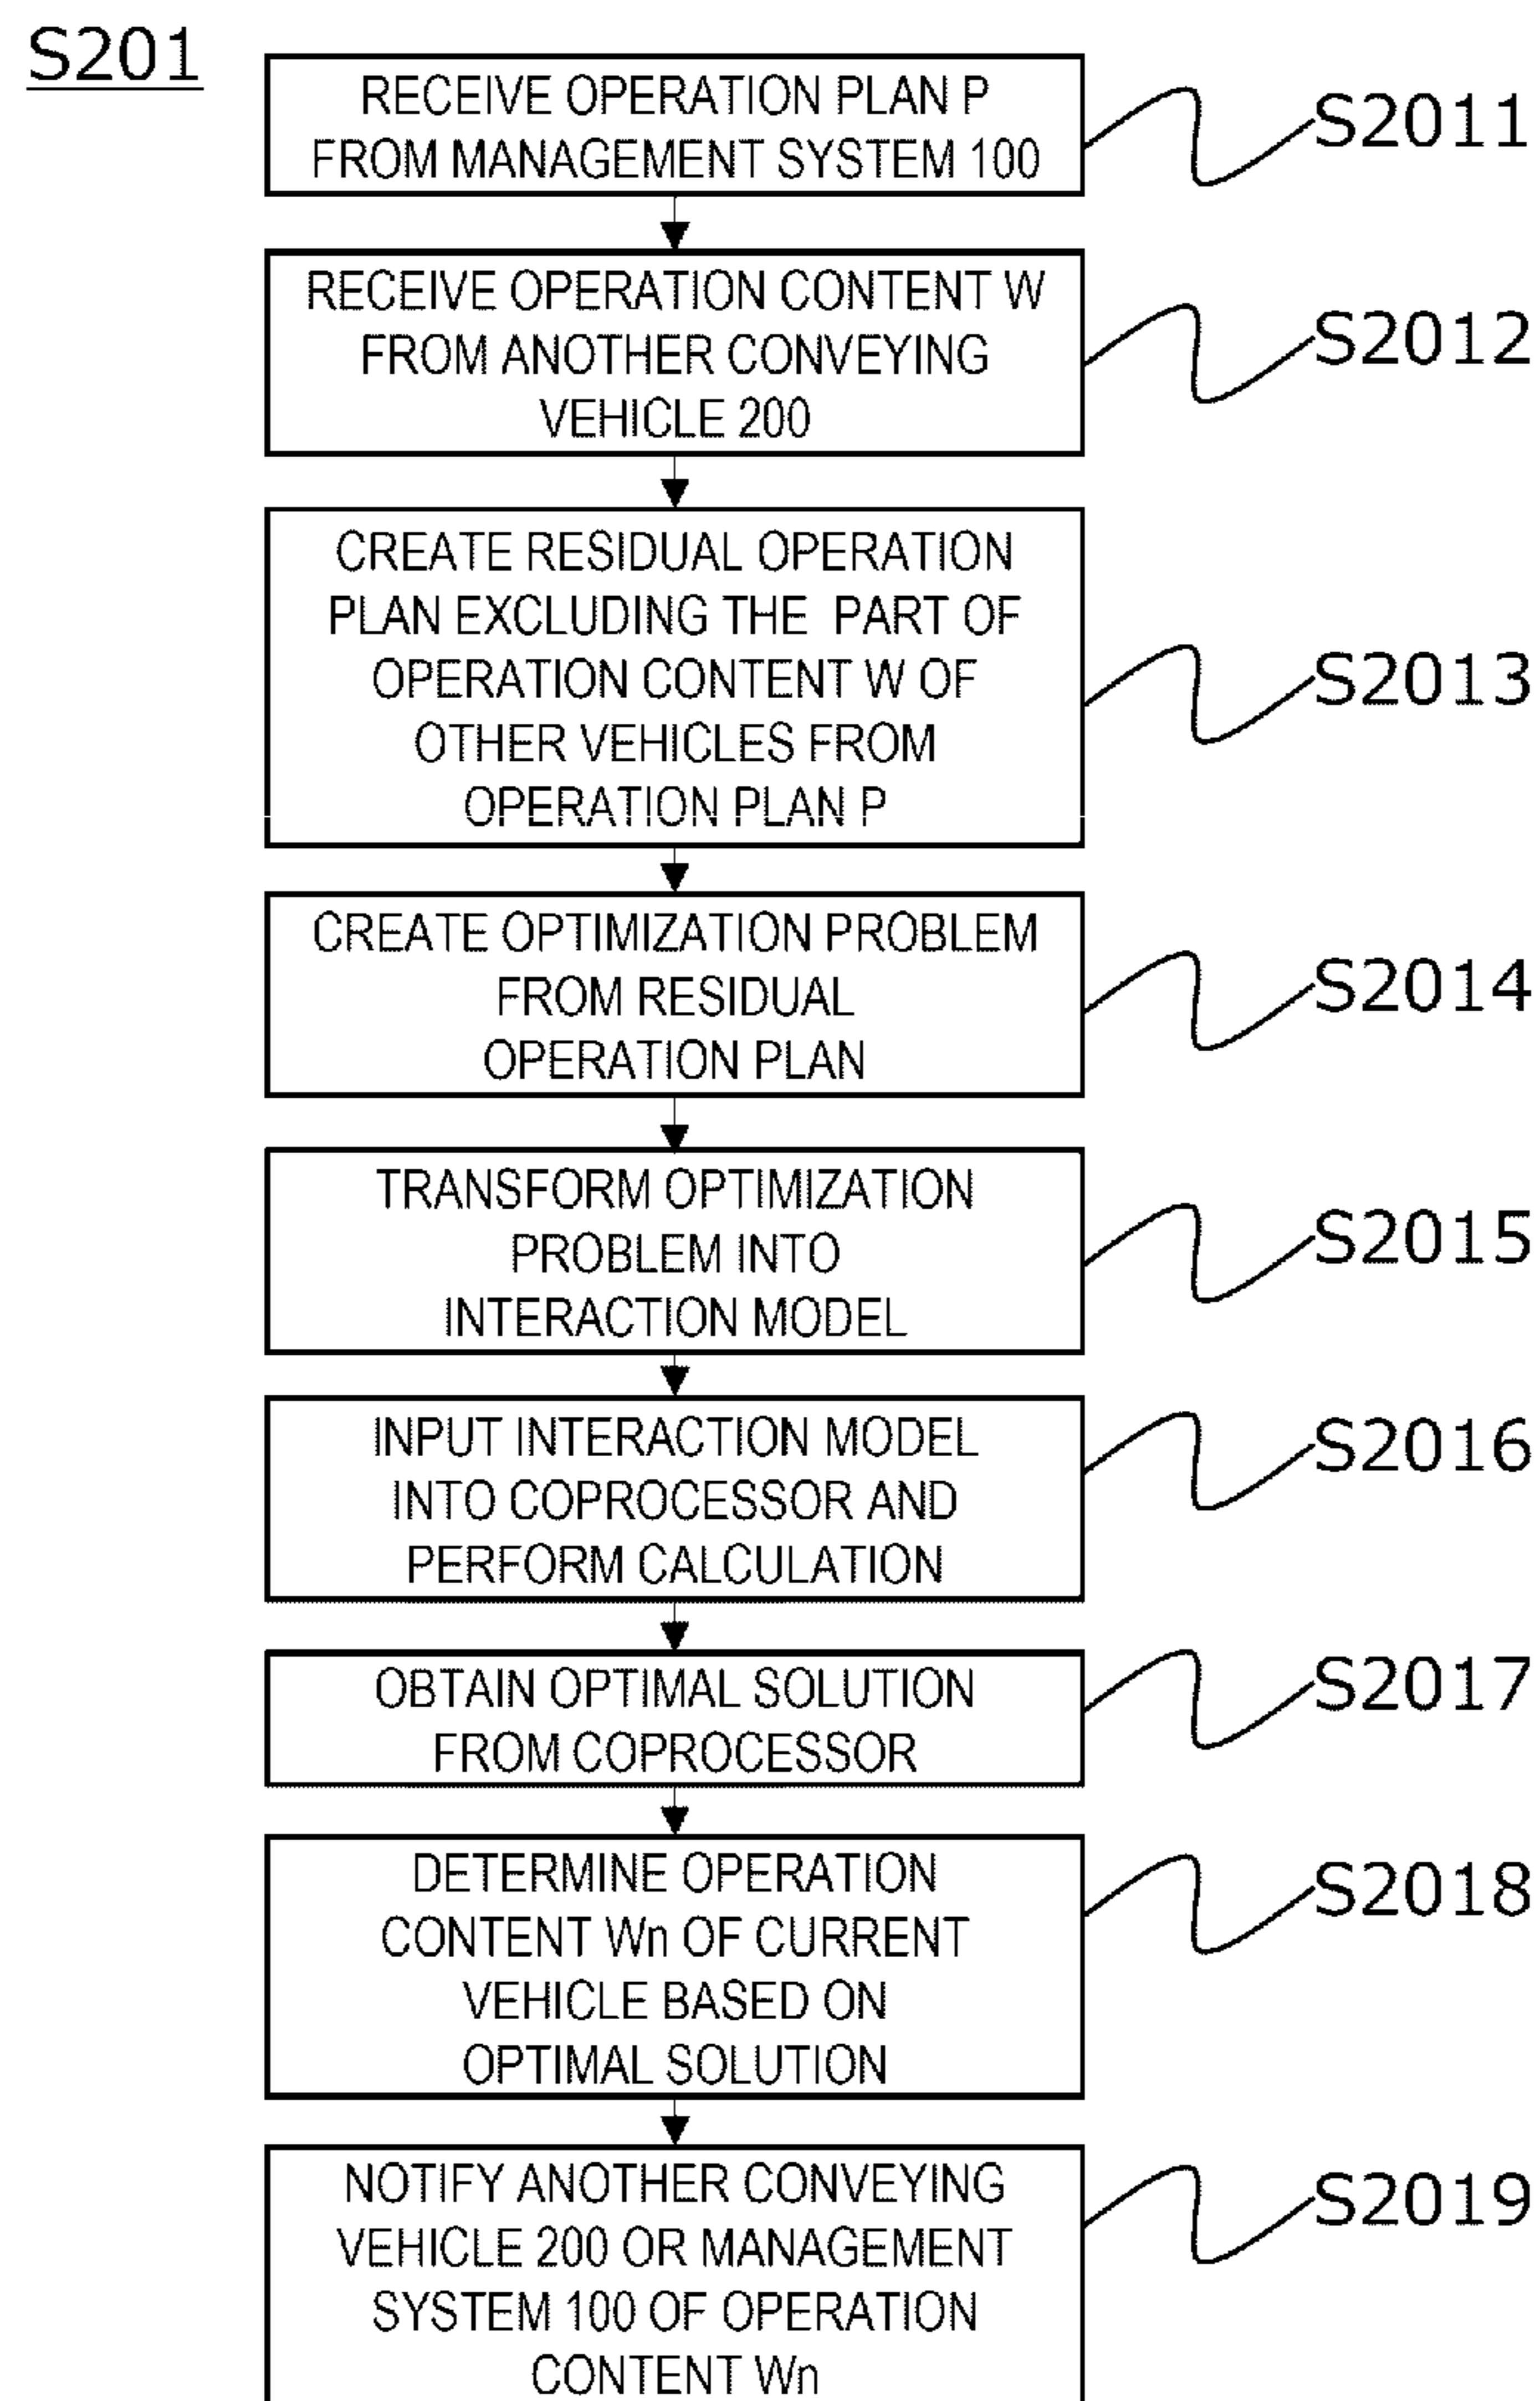 S201
RECEIVE OPERATION PLAN P
FROM MANAGEMENT SYSTEM 100
S2011
RECEIVE OPERATION CONTENT W
FROM ANOTHER CONVEYING
VEHICLE 200
S2012
CREATE RESIDUAL OPERATION
PLAN EXCLUDING THE PART OF
OPERATION CONTENT W OF
OTHER VEHICLES FROM
OPERATION PLAN P
S2013
CREATE OPTIMIZATION PROBLEM
FROM RESIDUAL
OPERATION PLAN
S2014
TRANSFORM OPTIMIZATION
PROBLEM INTO
INTERACTION MODEL
S2015
INPUT INTERACTION MODEL
INTO COPROCESSOR AND
PERFORM CALCULATION
S2016
OBTAIN OPTIMAL SOLUTION
FROM COPROCESSOR
S2017
DETERMINE OPERATION
CONTENT Wn OF CURRENT
VEHICLE BASED ON
OPTIMAL SOLUTION
S2018
NOTIFY ANOTHER CONVEYING
VEHICLE 200 OR MANAGEMENT
SYSTEM 100 OF OPERATION
CONTENT Wn
S2019